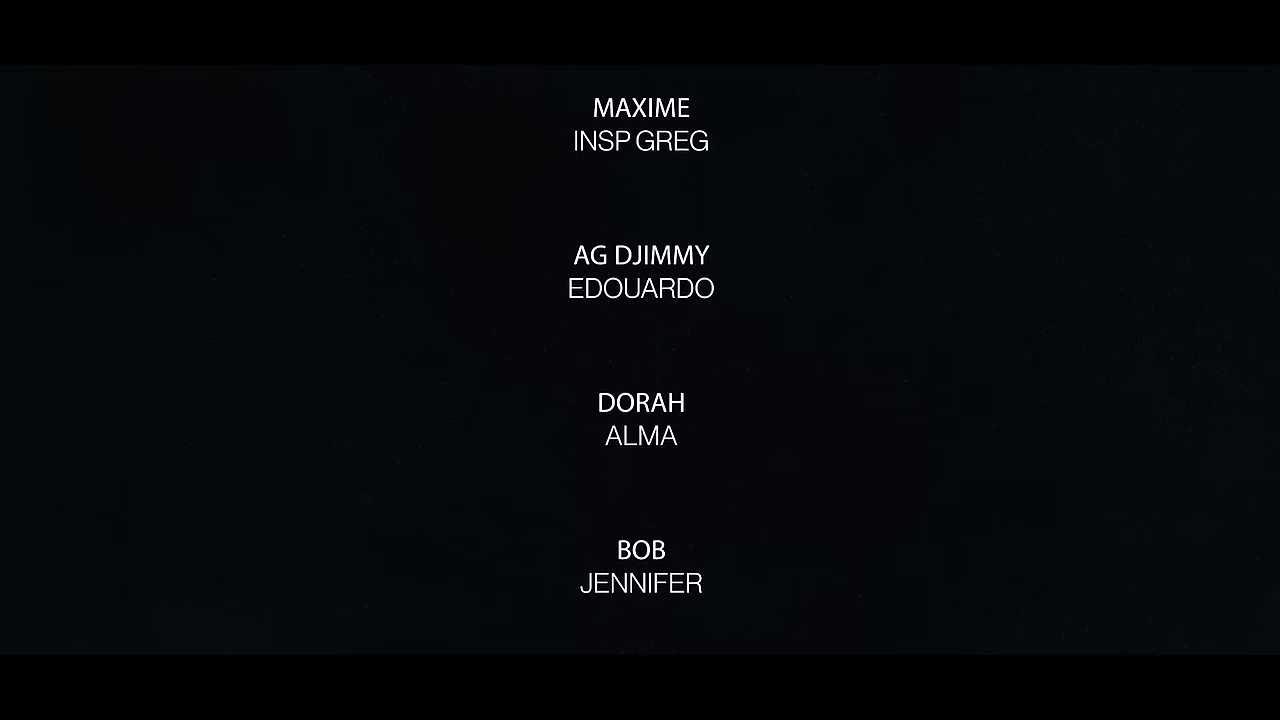 MAXIME
INSP GREG
AG DJIMMY
EDOUARDO
DORAH
ALMA
BOB
JENNIFER